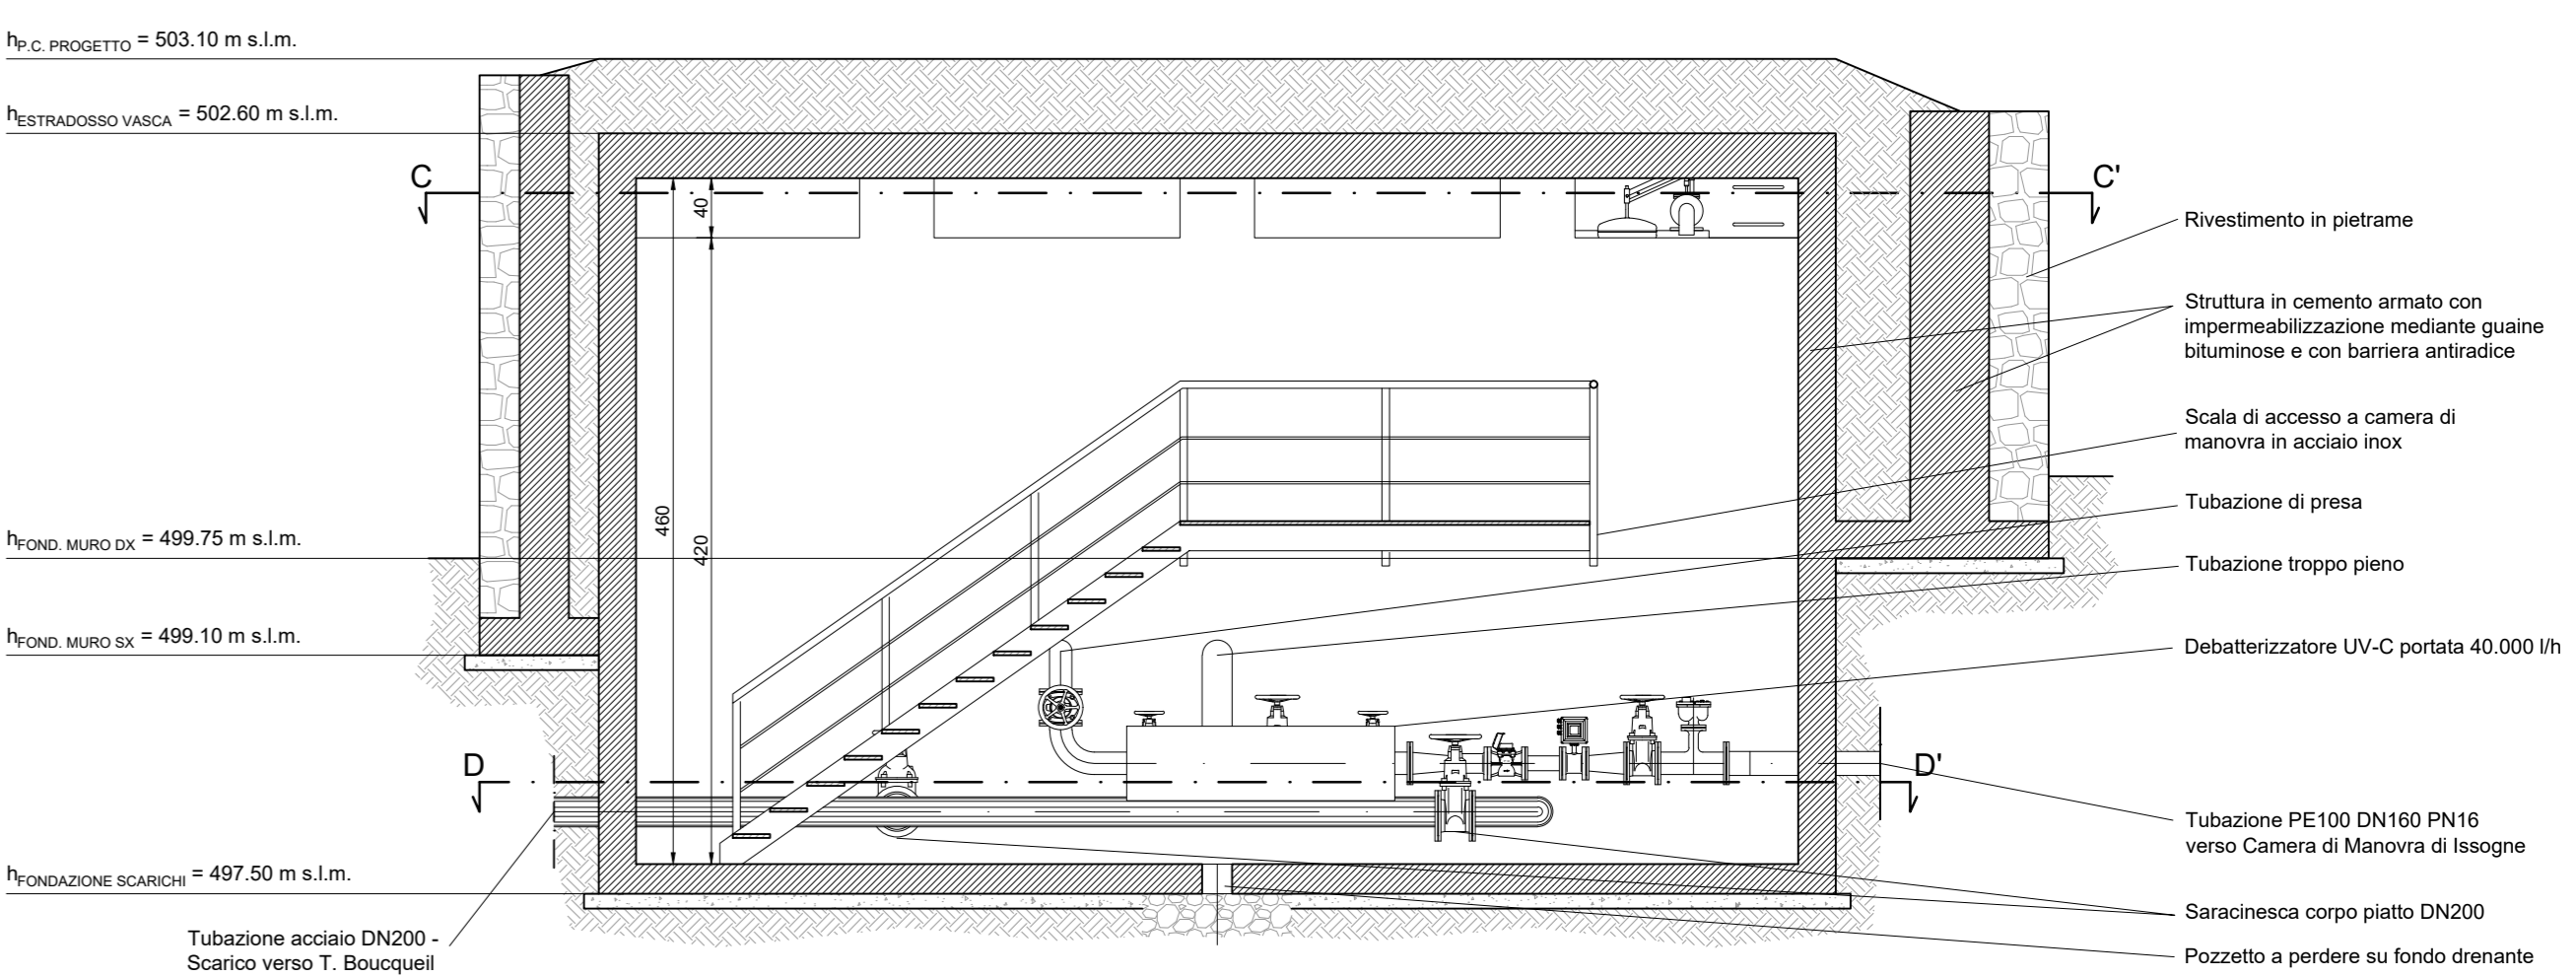 hP.C. PROGETTO = 503.10 m s.l.m.
hESTRADOSSO VASCA = 502.60 m s.l.m.
C
C'
40
Rivestimento in pietrame
Struttura in cemento armato con
impermeabilizzazione mediante guaine
bituminose e con barriera antiradice
Scala di accesso a camera di
manovra in acciaio inox
460
420
Tubazione di presa
hFOND. MURO DX = 499.75 m s.l.m.
Tubazione troppo pieno
hFOND. MURO SX = 499.10 m s.l.m.
Debatterizzatore UV-C portata 40.000 l/h
D
D'
Tubazione PE100 DN160 PN16
verso Camera di Manovra di Issogne
hFONDAZIONE SCARICHI = 497.50 m s.l.m.
Saracinesca corpo piatto DN200
Tubazione acciaio DN200 -
Scarico verso T. Boucqueil
Pozzetto a perdere su fondo drenante